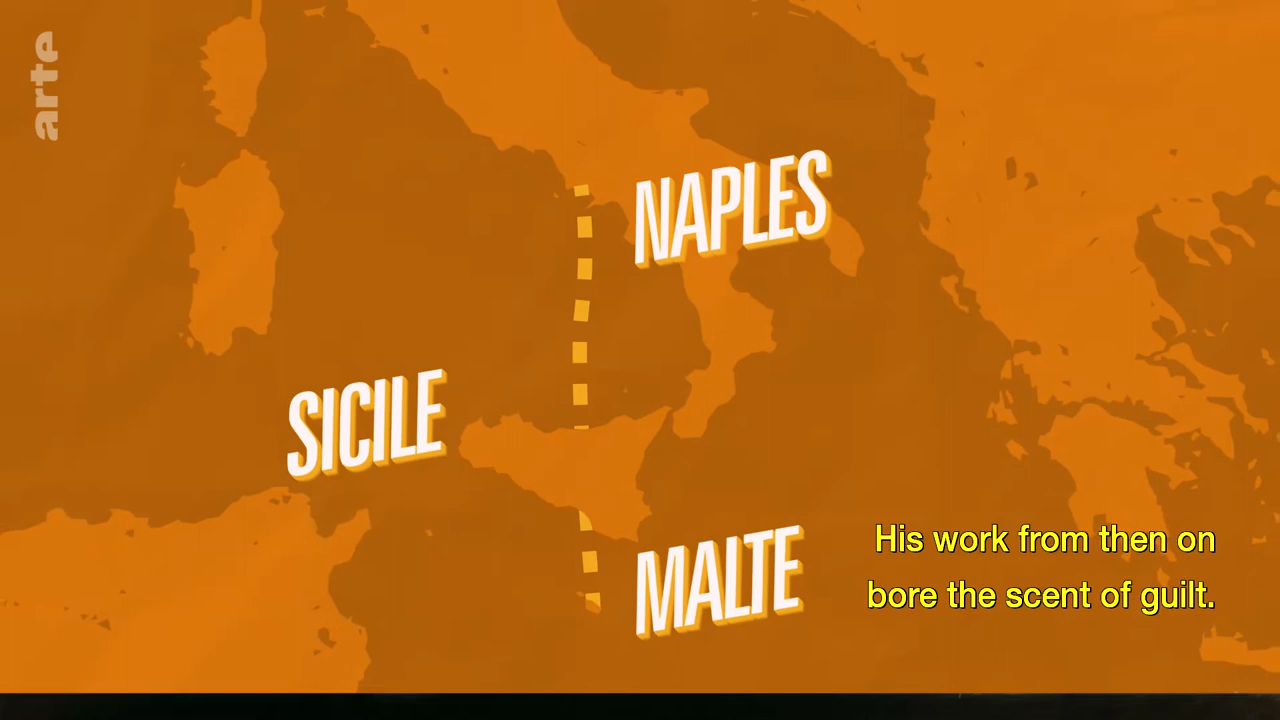 arte
NAPLES
SICILE
MALTE
His work from then on
bore the scent of guilt.